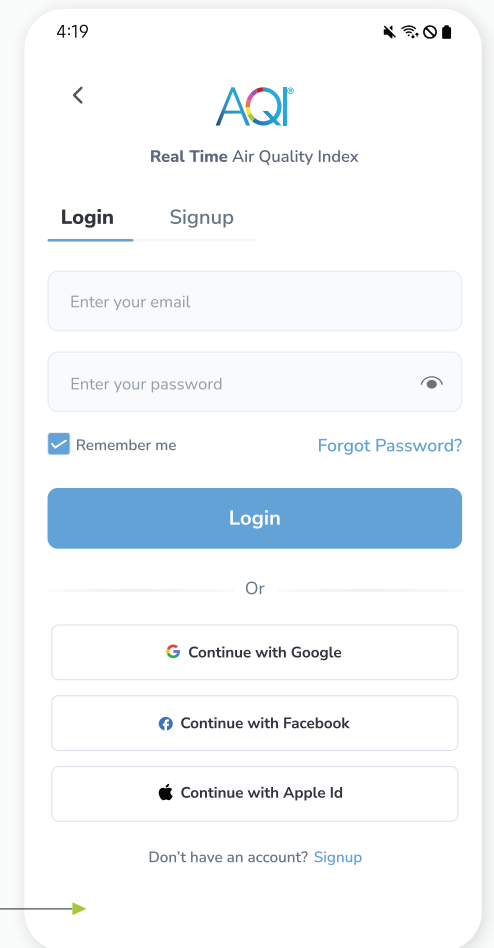 4:19
AQI®
Real Time Air Quality Index
Login Signup
Enter your email
Enter your password
Remember me Forgot Password?
Login
Or
Continue with Google
Continue with Facebook
Continue with Apple Id
Don't have an account? Signup